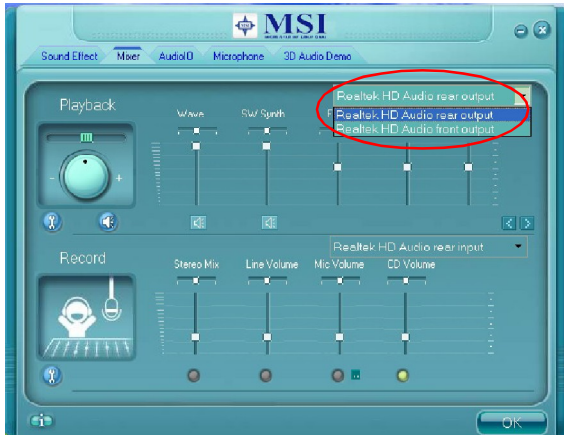 MSI
Sound Effect Mixer AudioIO Microphone 3D Audio Demo
Playback
Realtek HD Audio rear output
Wave SW Synth
Realtek HD Audio rear output
Realtek HD Audio front output
- +
Record
Realtek HD Audio rear input
Stereo Mix Line Volume Mic Volume CD Volume
OK